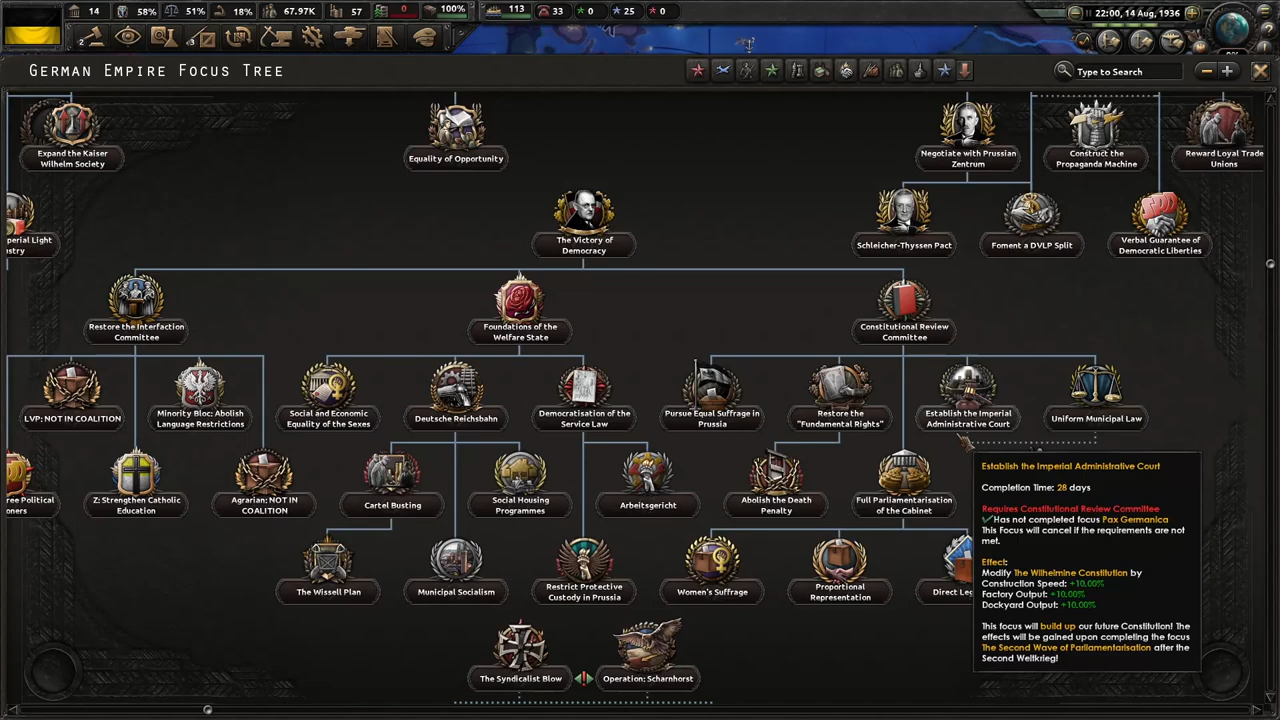 14
58%
51%
18%
67.97K
57
0
100%
113
33
0
25
0
22:00, 14 Aug, 1936
2
3
German Empire Focus Tree
Type to Search
Expand the Kaiser
Wilhelm Society
Equality of Opportunity
Negotiate with Prussian
Zentrum
Construct the
Propaganda Machine
Reward Loyal Trade
Unions
perial Light
ustry
The Victory of
Democracy
Schleicher-Thyssen Pact
Foment a DVLP Split
Verbal Guarantee of
Democratic Liberties
Restore the Interfaction
Committee
Foundations of the
Welfare State
Constitutional Review
Committee
LVP: NOT IN COALITION
Minority Bloc: Abolish
Language Restrictions
Social and Economic
Equality of the Sexes
Deutsche Reichsbahn
Democratisation of the
Service Law
Pursue Equal Suffrage in
Prussia
Restore the
"Fundamental Rights"
Establish the Imperial
Administrative Court
Uniform Municipal Law
ree Political
oners
Z: Strengthen Catholic
Education
Agrarian: NOT IN
COALITION
Cartel Busting
Social Housing
Programmes
Arbeitsgericht
Abolish the Death
Penalty
Full Parliamentarisation
of the Cabinet
The Wissell Plan
Municipal Socialism
Restrict Protective
Custody in Prussia
Women's Suffrage
Proportional
Representation
Direct Leg
The Syndicalist Blow
Operation: Scharnhorst
Establish the Imperial Administrative Court
Completion Time: 28 days
Requires Constitutional Review Committee
Has not completed focus Pax Germanica
This Focus will cancel if the requirements are not
met.
Effect:
Modify The Wilhelmine Constitution by
Construction Speed: +10.00%
Factory Output: +10.00%
Dockyard Output: +10.00%
This focus will build up our future Constitution! The
effects will be gained upon completing the focus
The Second Wave of Parliamentarisation after the
Second Weltkrieg!